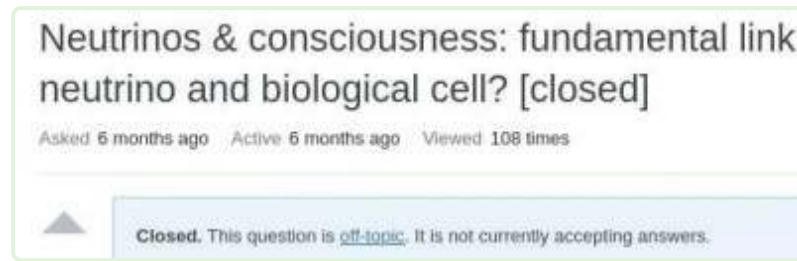 Neutrinos & consciousness: fundamental link
neutrino and biological cell? [closed]
Asked 6 months ago Active 6 months ago Viewed 108 times
Closed. This question is off-topic. It is not currently accepting answers.